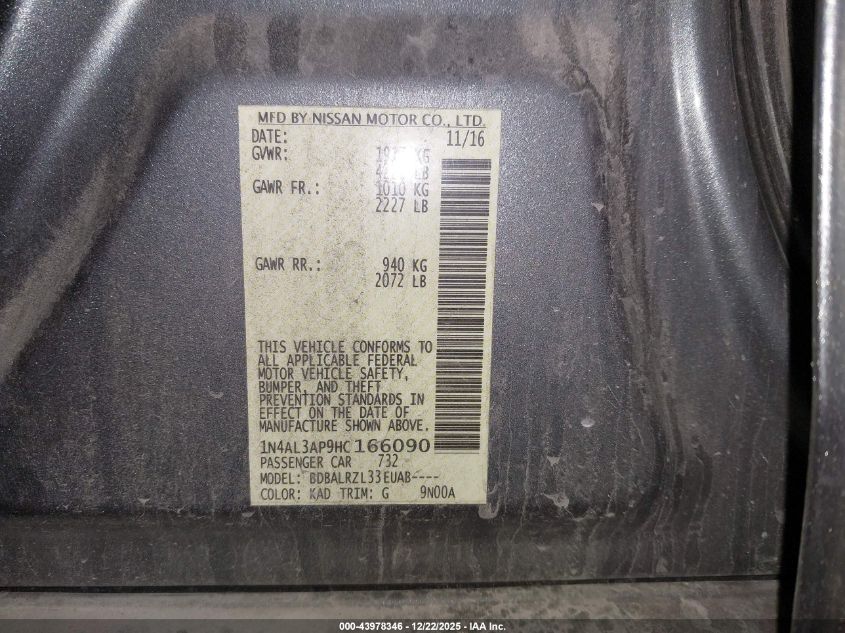 MFD BY NISSAN MOTOR CO., LTD.
DATE: 11/16
GVWR: KG
LB
GAWR FR.: 1010 KG
2227 LB
GAWR RR.: 940 KG
2072 LB
THIS VEHICLE CONFORMS TO
ALL APPLICABLE FEDERAL
MOTOR VEHICLE SAFETY,
BUMPER, AND THEFT
PREVENTION STANDARDS IN
EFFECT ON THE DATE OF
MANUFACTURE SHOWN ABOVE.
1N4AL3AP9HC166090
PASSENGER CAR 732
MODEL: BDBALRZL33EUAB----
COLOR: KAD TRIM: G 9N00A
000-43978346 - 12/22/2025 - IAA Inc.